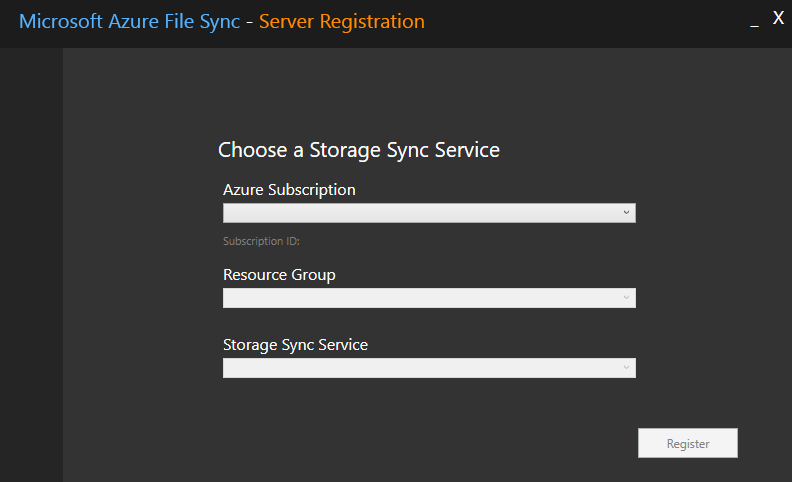 Microsoft Azure File Sync - Server Registration
_ X
Choose a Storage Sync Service
Azure Subscription
Subscription ID:
Resource Group
Storage Sync Service
Register